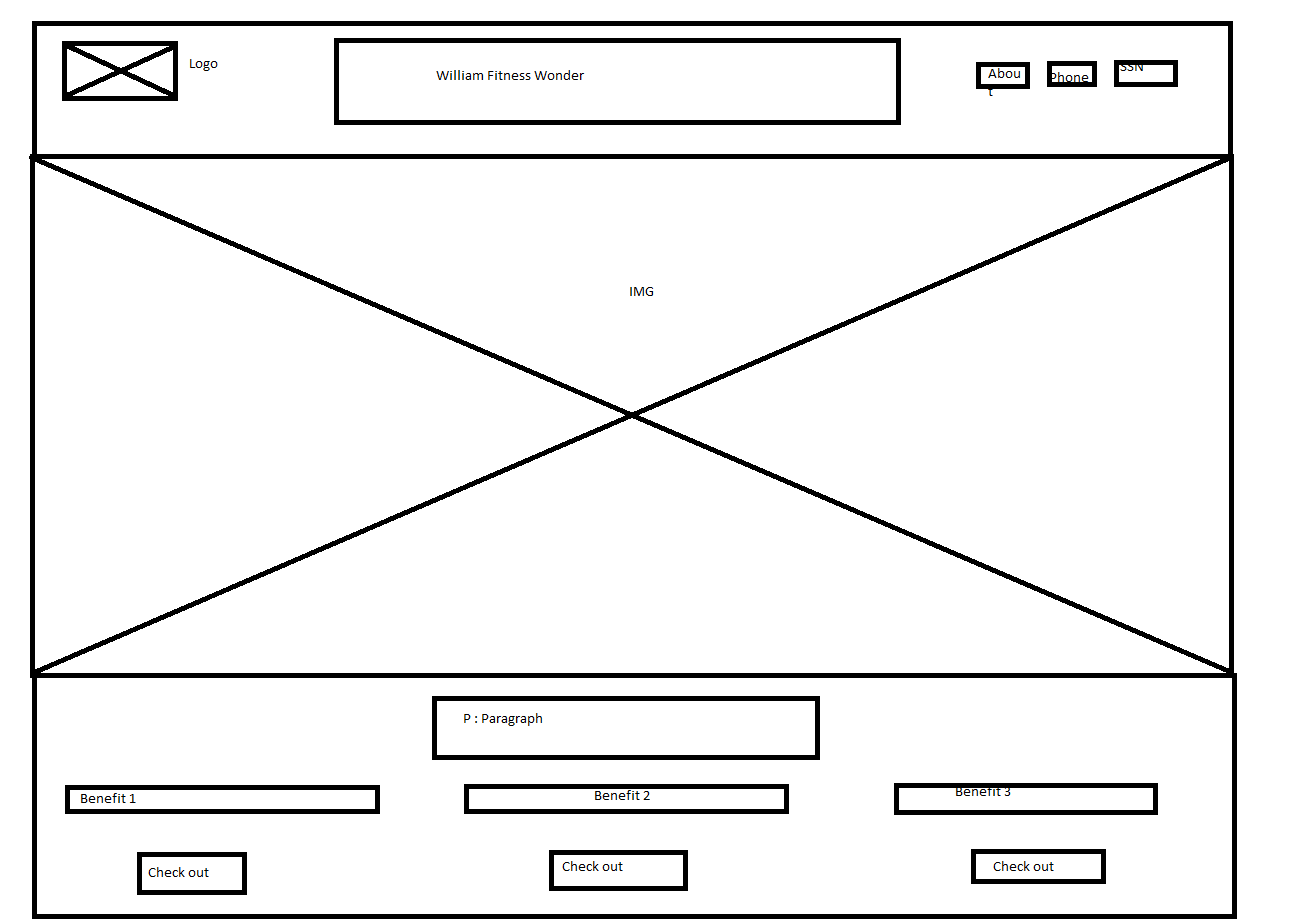 Logo
William Fitness Wonder
Abou
t
Phone
SSN
IMG
P : Paragraph
Benefit 1
Benefit 2
Benefit 3
Check out
Check out
Check out